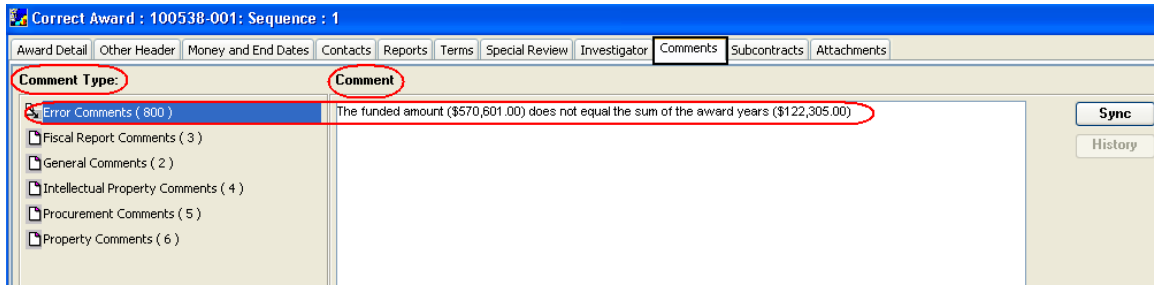 Correct Award : 100538-001: Sequence : 1
Award Detail Other Header Money and End Dates Contacts Reports Terms Special Review Investigator Comments Subcontracts Attachments
Comment Type: Comment
Error Comments ( 800 ) The funded amount ($570,601.00) does not equal the sum of the award years ($122,305.00) Sync
Fiscal Report Comments ( 3 ) History
General Comments ( 2 )
Intellectual Property Comments ( 4 )
Procurement Comments ( 5 )
Property Comments ( 6 )